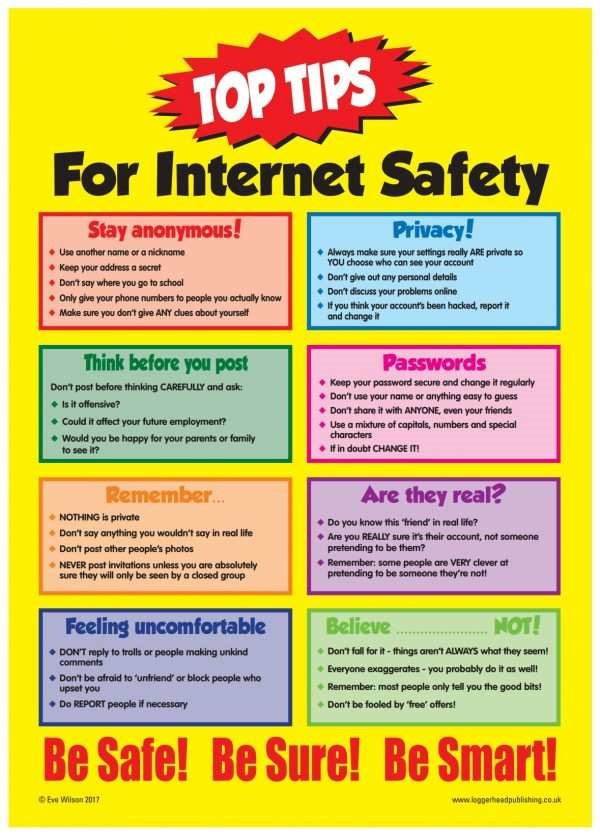 TOP TIPS
For Internet Safety
Stay anonymous!
◆ Use another name or a nickname
◆ Keep your address a secret
◆ Don't say where you go to school
◆ Only give your phone numbers to people you actually know
◆ Make sure you don't give ANY clues about yourself
Privacy!
◆ Always make sure your settings really ARE private so
YOU choose who can see your account
◆ Don't give out any personal details
◆ Don't discuss your problems online
◆ If you think your account's been hacked, report it
and change it
Think before you post
Don't post before thinking CAREFULLY and ask:
◆ Is it offensive?
◆ Could it affect your future employment?
◆ Would you be happy for your parents or family
to see it?
Passwords
◆ Keep your password secure and change it regularly
◆ Don't use your name or anything easy to guess
◆ Don't share it with ANYONE, even your friends
◆ Use a mixture of capitals, numbers and special
characters
◆ If in doubt CHANGE IT!
Remember...
◆ NOTHING is private
◆ Don't say anything you wouldn't say in real life
◆ Don't post other people's photos
◆ NEVER post invitations unless you are absolutely
sure they will only be seen by a closed group
Are they real?
◆ Do you know this 'friend' in real life?
◆ Are you REALLY sure it's their account, not someone
pretending to be them?
◆ Remember: some people are VERY clever at
pretending to be someone they're not!
Feeling uncomfortable
◆ DON'T reply to trolls or people making unkind
comments
◆ Don't be afraid to 'unfriend' or block people who
upset you
◆ Do REPORT people if necessary
Believe ...................... NOT!
◆ Don't fall for it - things aren't ALWAYS what they seem!
◆ Everyone exaggerates - you probably do it as well!
◆ Remember: most people only tell you the good bits!
◆ Don't be fooled by 'free' offers!
Be Safe! Be Sure! Be Smart!
© Eve Wilson 2017
www.loggerheadpublishing.co.uk